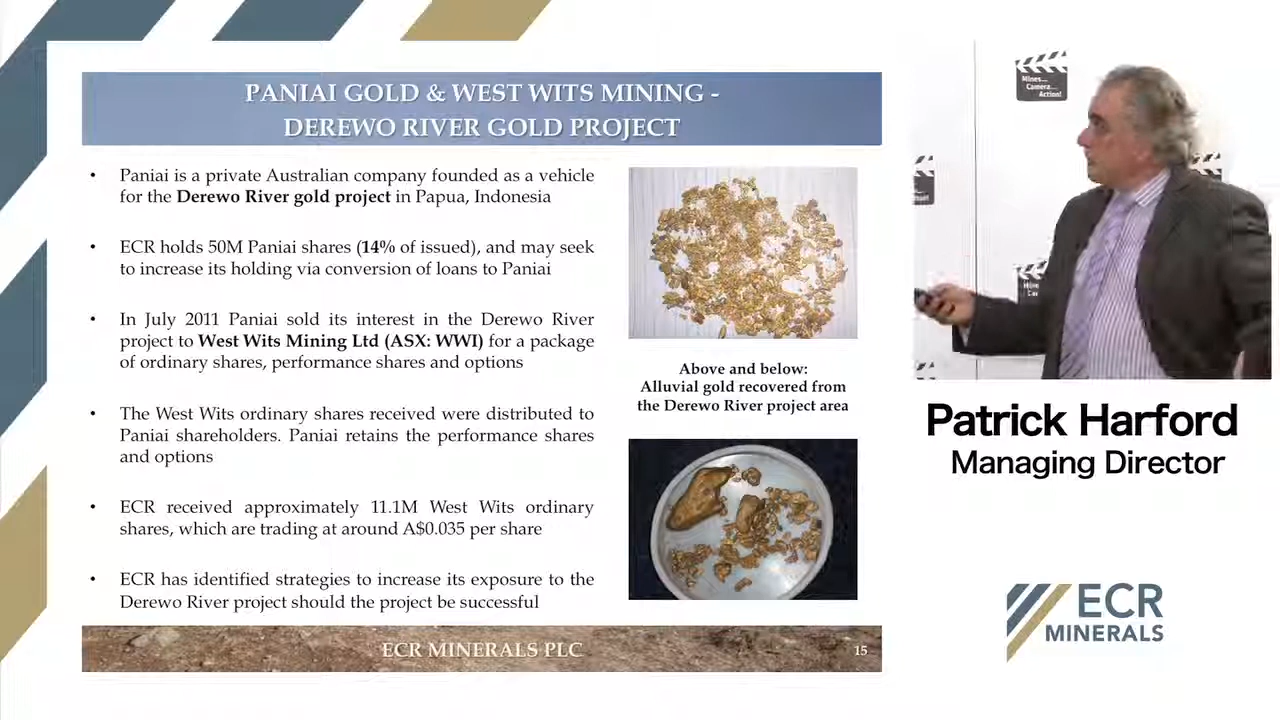 PANIAI GOLD & WEST WITS MINING -
DEREWO RIVER GOLD PROJECT
• Paniai is a private Australian company founded as a vehicle
for the Derewo River gold project in Papua, Indonesia
• ECR holds 50M Paniai shares (14% of issued), and may seek
to increase its holding via conversion of loans to Paniai
• In July 2011 Paniai sold its interest in the Derewo River
project to West Wits Mining Ltd (ASX: WWI) for a package
of ordinary shares, performance shares and options
• The West Wits ordinary shares received were distributed to
Paniai shareholders. Paniai retains the performance shares
and options
• ECR received approximately 11.1M West Wits ordinary
shares, which are trading at around A$0.035 per share
• ECR has identified strategies to increase its exposure to the
Derewo River project should the project be successful
Above and below:
Alluvial gold recovered from
the Derewo River project area
ECR MINERALS PLC
15
Mines...
Camera...
Action!
Patrick Harford
Managing Director
ECR
MINERALS